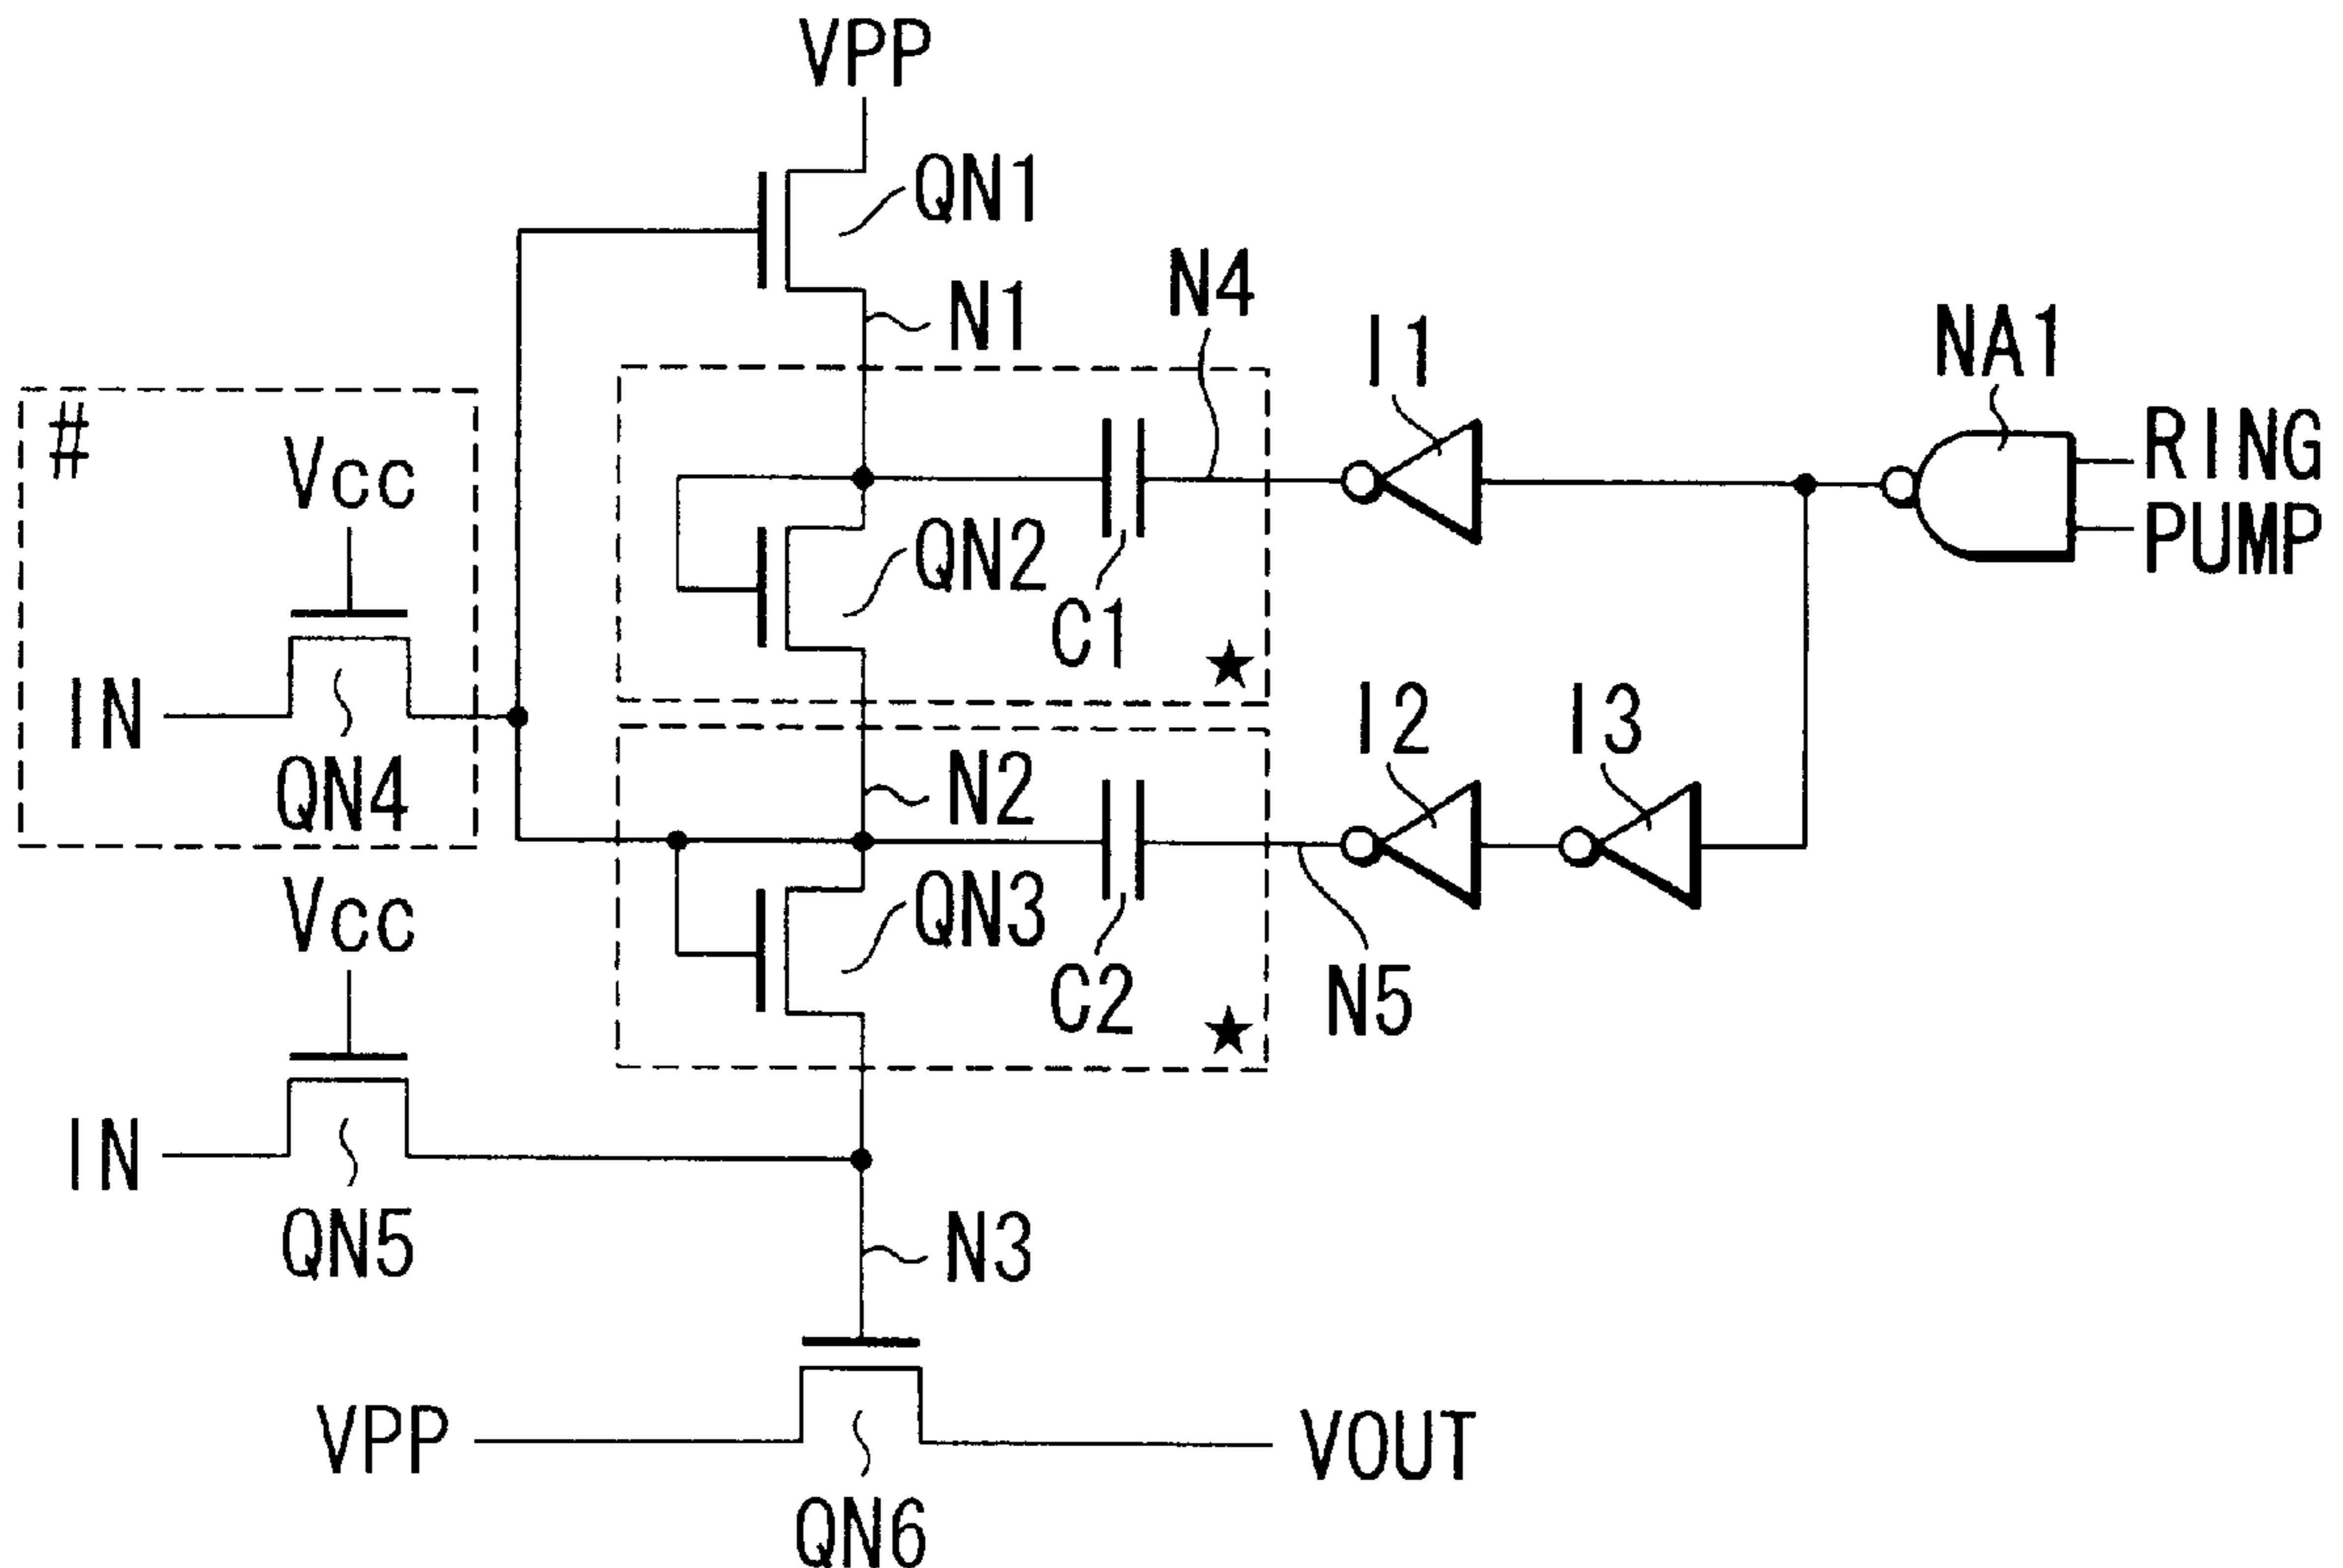 VPP
QN1
N1
N4
I1
NA1
RING
PUMP
#
Vcc
QN2
C1
★
IN
QN4
N2
I2
I3
Vcc
QN3
C2
N5
★
IN
QN5
N3
VPP
VOUT
QN6